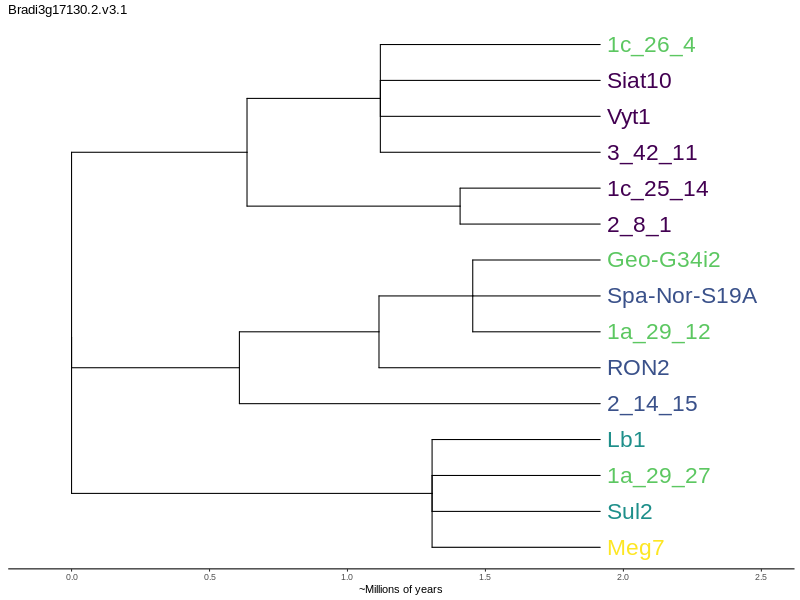 Bradi3g17130.2.v3.1
1c_26_4
Siat10
Vyt1
3_42_11
1c_25_14
2_8_1
Geo-G34i2
Spa-Nor-S19A
1a_29_12
RON2
2_14_15
Lb1
1a_29_27
Sul2
Meg7
0.0 0.5 1.0 1.5 2.0 2.5
~Millions of years